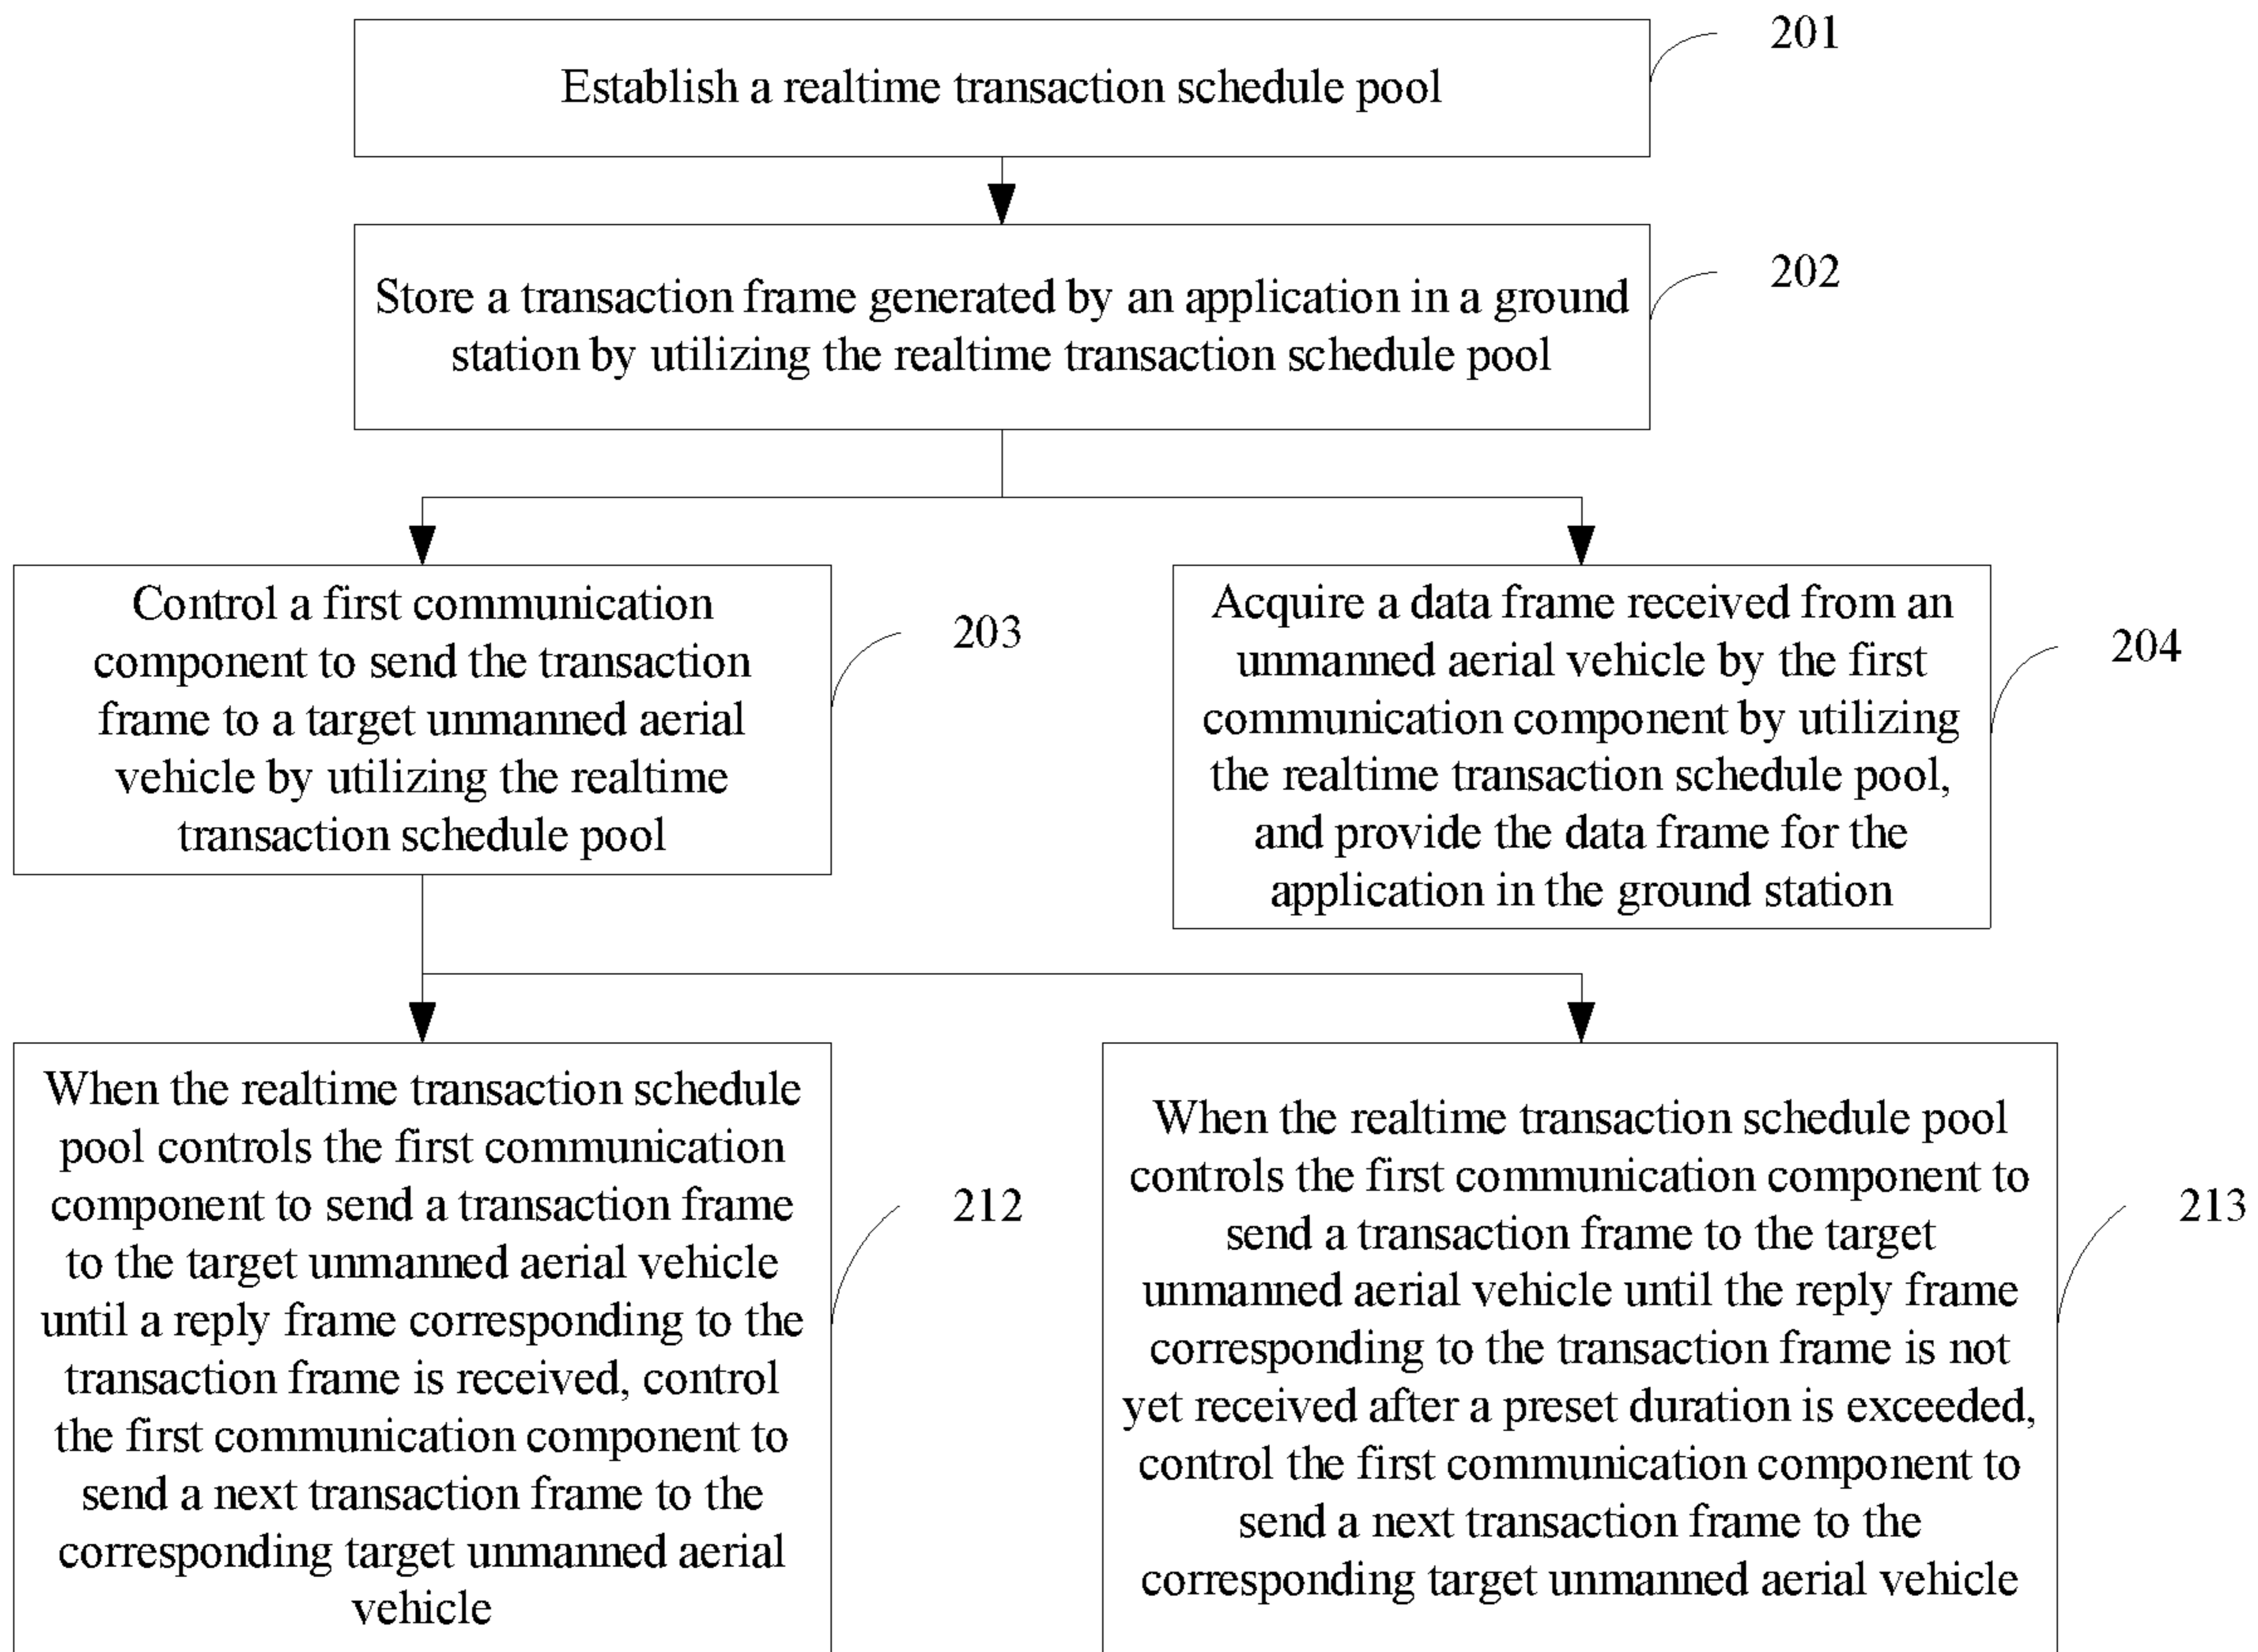 Establish a realtime transaction schedule pool
201
Store a transaction frame generated by an application in a ground
station by utilizing the realtime transaction schedule pool
202
Control a first communication
component to send the transaction
frame to a target unmanned aerial
vehicle by utilizing the realtime
transaction schedule pool
203
Acquire a data frame received from an
unmanned aerial vehicle by the first
communication component by utilizing
the realtime transaction schedule pool,
and provide the data frame for the
application in the ground station
204
When the realtime transaction schedule
pool controls the first communication
component to send a transaction frame
to the target unmanned aerial vehicle
until a reply frame corresponding to the
transaction frame is received, control
the first communication component to
send a next transaction frame to the
corresponding target unmanned aerial
vehicle
212
When the realtime transaction schedule pool
controls the first communication component to
send a transaction frame to the target
unmanned aerial vehicle until the reply frame
corresponding to the transaction frame is not
yet received after a preset duration is exceeded,
control the first communication component to
send a next transaction frame to the
corresponding target unmanned aerial vehicle
213